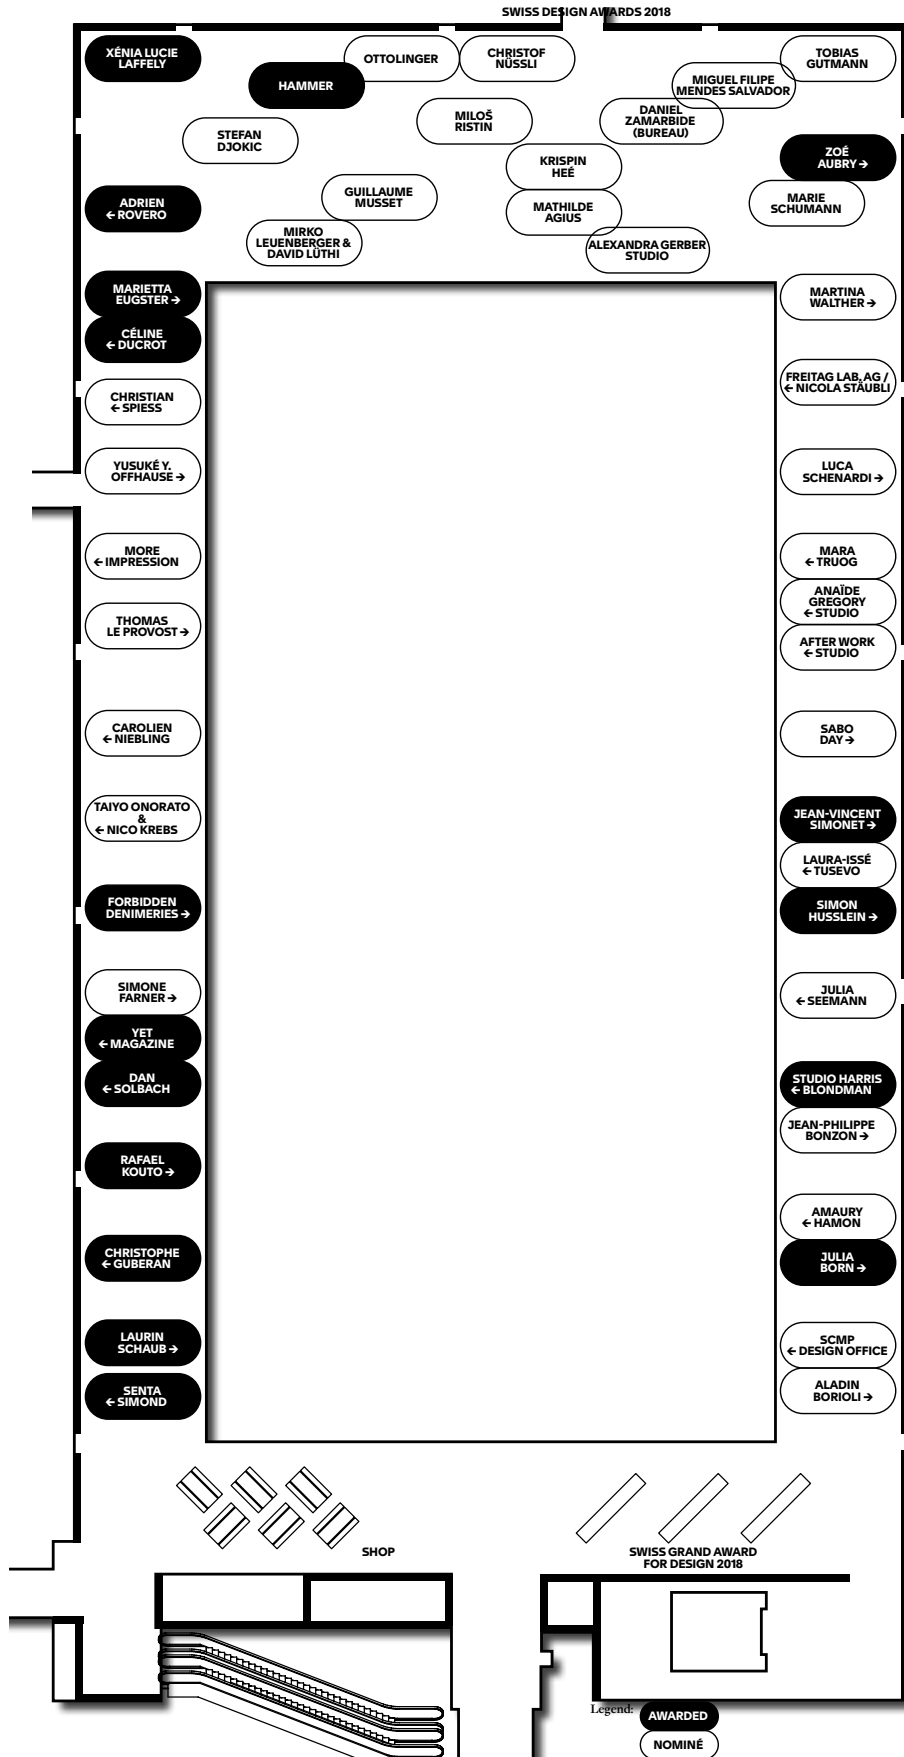 SWISS DESIGN AWARDS 2018
XÉNIA LUCIE
LAFFELY
HAMMER
OTTOLINGER
CHRISTOF
NÜSSLI
MIGUEL FILIPE
MENDES SALVADOR
TOBIAS
GUTMANN
STEFAN
DJOKIC
MILOŠ
RISTIN
DANIEL
ZAMARBIDE
(BUREAU)
KRISPIN
HEÉ
ZOÉ
AUBRY →
ADRIEN
← ROVERO
GUILLAUME
MUSSET
MATHILDE
AGIUS
MARIE
SCHUMANN
MIRKO
LEUENBERGER &
DAVID LÜTHI
ALEXANDRA GERBER
STUDIO
MARIETTA
EUGSTER →
CÉLINE
← DUCROT
CHRISTIAN
← SPIESS
YUSUKÉ Y.
OFFHAUSE →
MORE
← IMPRESSION
THOMAS
LE PROVOST →
CAROLIEN
← NIEBLING
TAIYO ONORATO
&
← NICO KREBS
FORBIDDEN
DENIMERIES →
SIMONE
FARNER →
YET
← MAGAZINE
DAN
← SOLBACH
RAFAEL
KOUTO →
CHRISTOPHE
← GUBERAN
LAURIN
SCHAUB →
SENTA
← SIMOND
MARTINA
WALTHER →
FREITAG LAB. AG /
← NICOLA STÄUBLI
LUCA
SCHENARDI →
MARA
← TRUOG
ANAÏDE
GREGORY
← STUDIO
AFTER WORK
← STUDIO
SABO
DAY →
JEAN-VINCENT
SIMONET →
LAURA-ISSÉ
← TUSEVO
SIMON
HUSSLEIN →
JULIA
← SEEMANN
STUDIO HARRIS
← BLONDMAN
JEAN-PHILIPPE
BONZON →
AMAURY
← HAMON
JULIA
BORN →
SCMP
← DESIGN OFFICE
ALADIN
BORIOLI →
SHOP
SWISS GRAND AWARD
FOR DESIGN 2018
Legend:
AWARDED
NOMINÉ